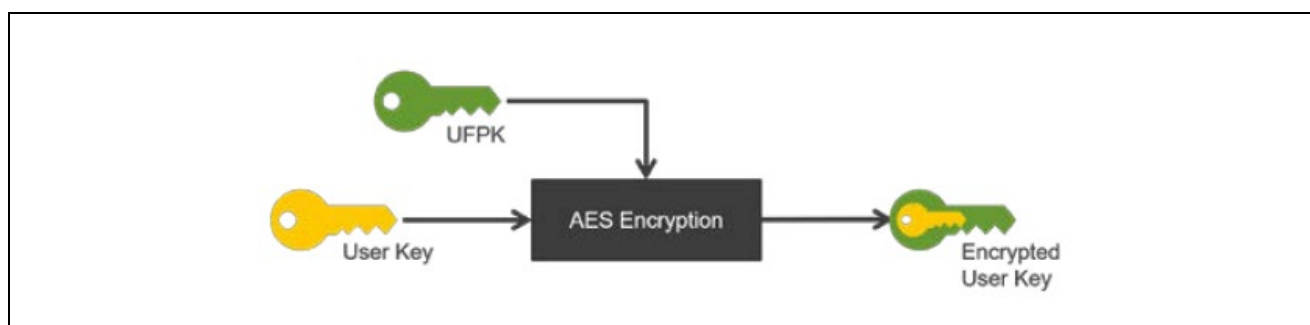 UFPK
AES Encryption
User Key
Encrypted
User Key